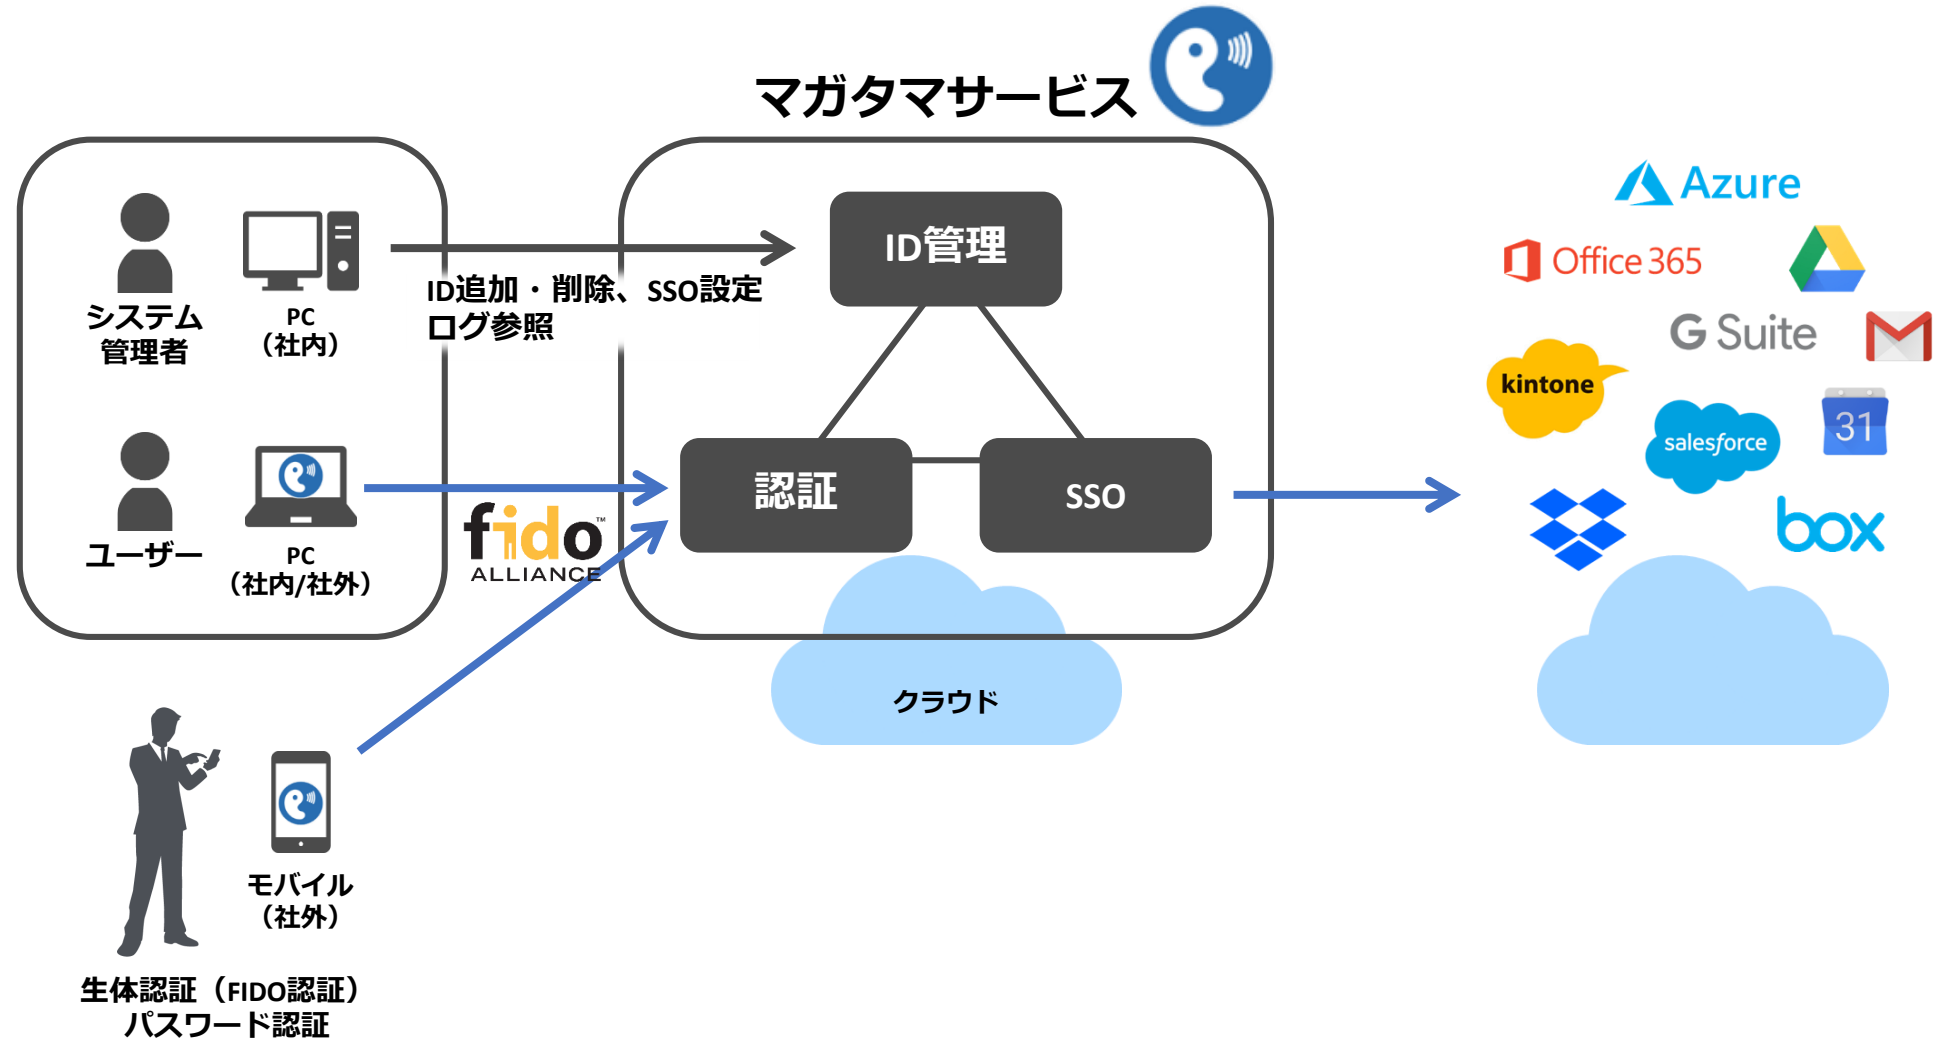 マガタマサービス
システム
管理者
PC
（社内）
ID追加・削除、SSO設定
ログ参照
ID管理
ユーザー
PC
（社内/社外）
fido™
ALLIANCE
認証
SSO
クラウド
モバイル
（社外）
生体認証（FIDO認証）
パスワード認証
Azure
Office 365
G Suite
kintone
salesforce
31
box